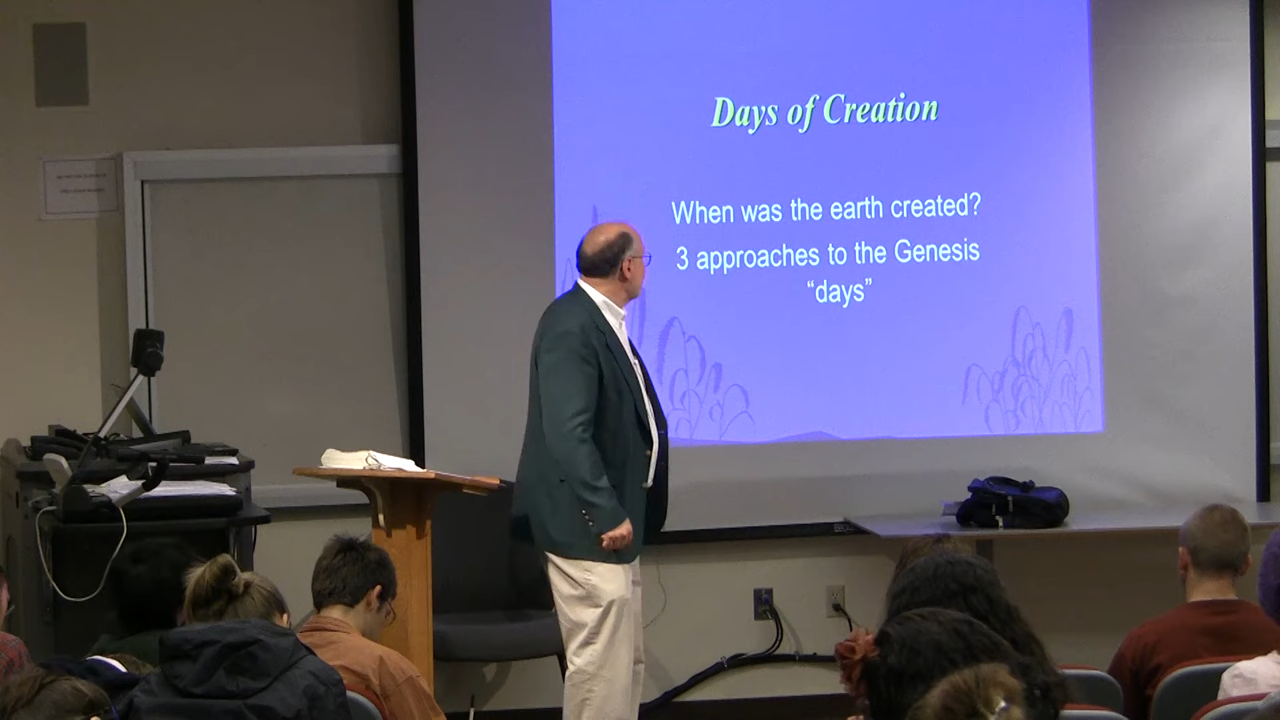 Days of Creation
When was the earth created?
3 approaches to the Genesis
“days”